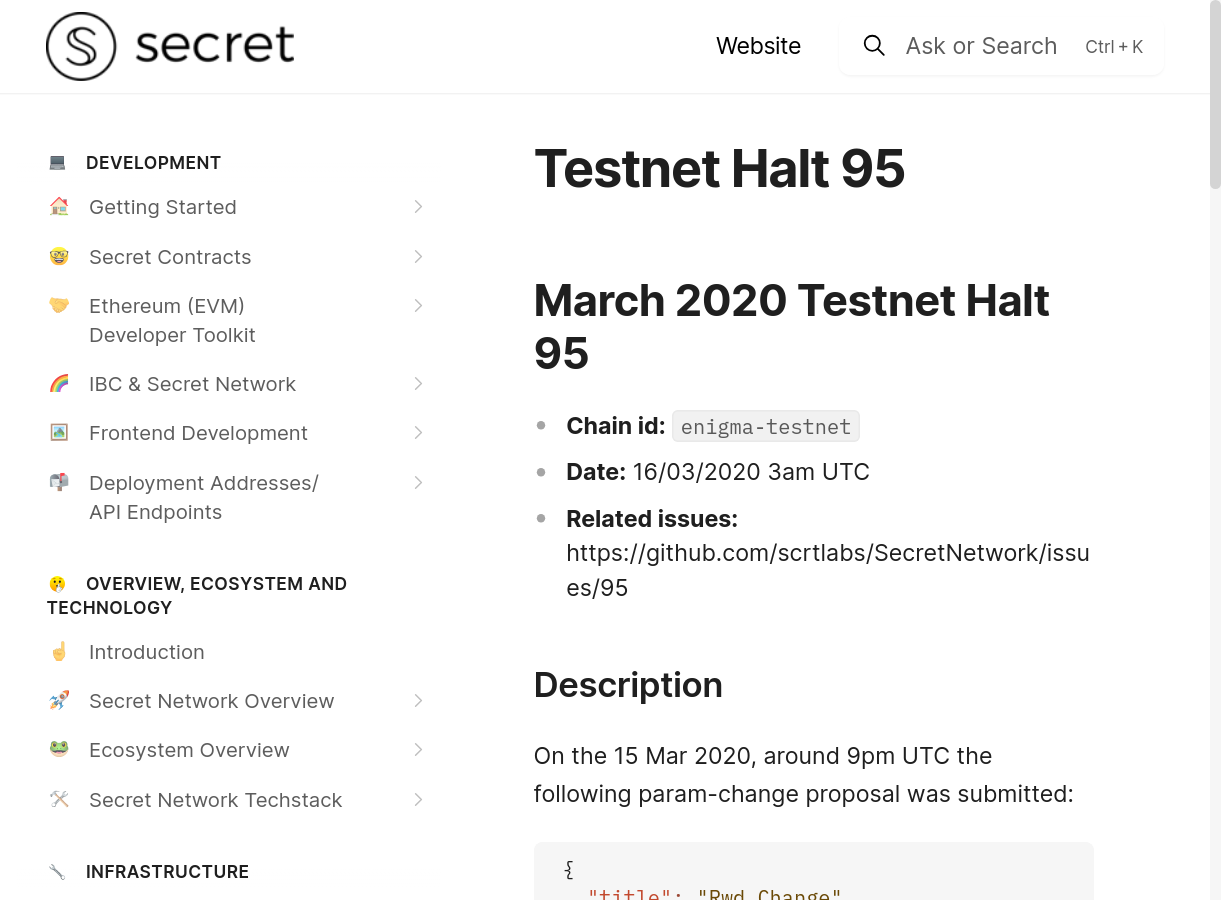 secret
Website
Ask or Search
Ctrl + K
DEVELOPMENT
Getting Started
Secret Contracts
Ethereum (EVM)
Developer Toolkit
IBC & Secret Network
Frontend Development
Deployment Addresses/
API Endpoints
OVERVIEW, ECOSYSTEM AND
TECHNOLOGY
Introduction
Secret Network Overview
Ecosystem Overview
Secret Network Techstack
INFRASTRUCTURE
Testnet Halt 95
March 2020 Testnet Halt
95
Chain id: enigma-testnet
Date: 16/03/2020 3am UTC
Related issues:
https://github.com/scrtlabs/SecretNetwork/issu
es/95
Description
On the 15 Mar 2020, around 9pm UTC the
following param-change proposal was submitted:
{
"title": "Rwd Change"